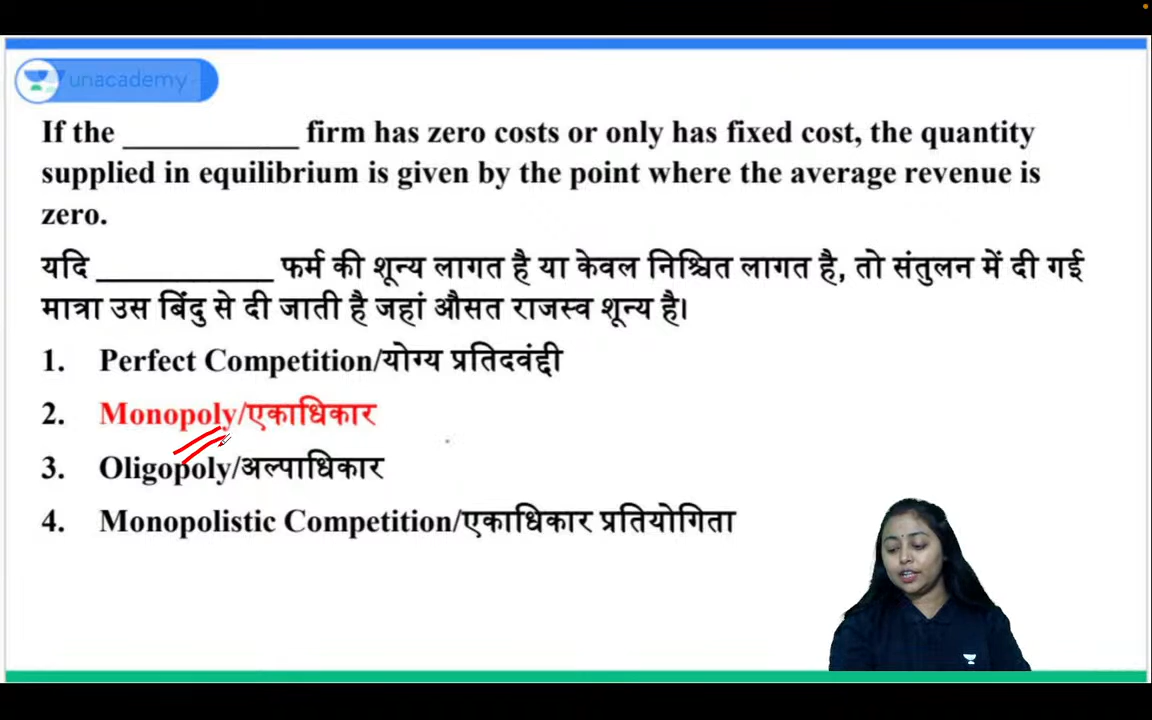 unacademy
If the ____________ firm has zero costs or only has fixed cost, the quantity
supplied in equilibrium is given by the point where the average revenue is
zero.
यदि ____________ फर्म की शून्य लागत है या केवल निश्चित लागत है, तो संतुलन में दी गई
मात्रा उस बिंदु से दी जाती है जहां औसत राजस्व शून्य है।
1. Perfect Competition/योग्य प्रतिदवंद्दी
2. Monopoly/एकाधिकार
3. Oligopoly/अल्पाधिकार
4. Monopolistic Competition/एकाधिकार प्रतियोगिता